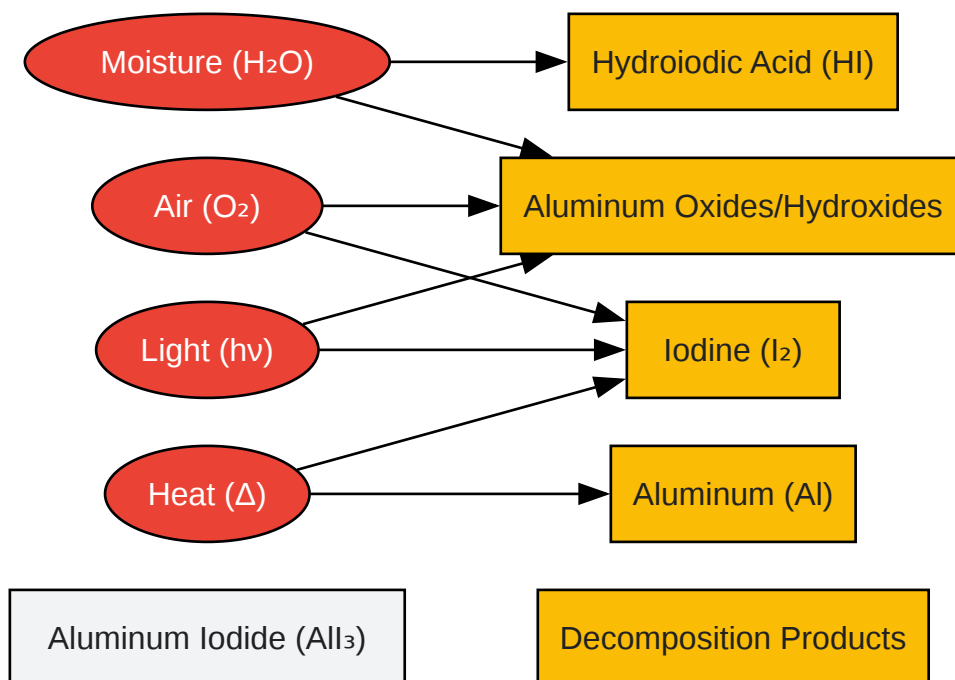 Moisture (H₂O)
Hydroiodic Acid (HI)
Air (O₂)
Aluminum Oxides/Hydroxides
Light (hν)
Iodine (I₂)
Heat (Δ)
Aluminum (Al)
Aluminum Iodide (AlI₃)
Decomposition Products